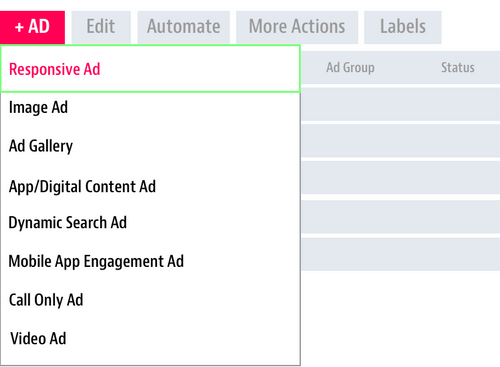 + AD Edit Automate More Actions Labels
Responsive Ad Ad Group Status
Image Ad
Ad Gallery
App/Digital Content Ad
Dynamic Search Ad
Mobile App Engagement Ad
Call Only Ad
Video Ad